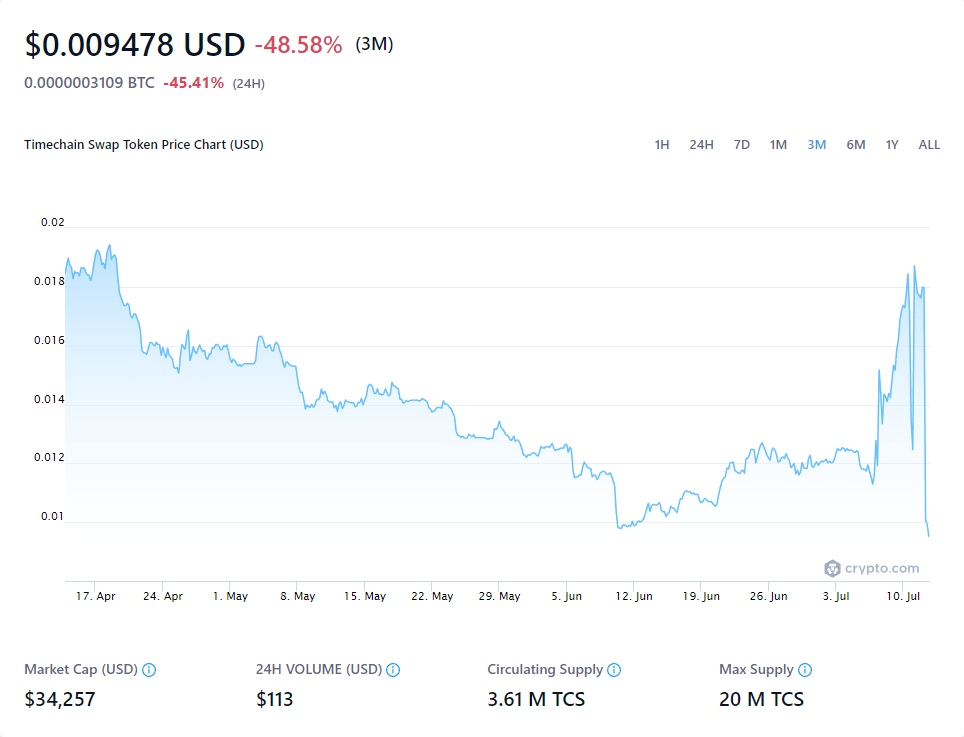 $0.009478 USD -48.58% (3M)
0.0000003109 BTC -45.41% (24H)
Timechain Swap Token Price Chart (USD) 1H 24H 7D 1M 3M 6M 1Y ALL
0.02
0.018
0.016
0.014
0.012
0.01
crypto.com
17. Apr 24. Apr 1. May 8. May 15. May 22. May 29. May 5. Jun 12. Jun 19. Jun 26. Jun 3. Jul 10. Jul
Market Cap (USD) 24H VOLUME (USD) Circulating Supply Max Supply
$34,257 $113 3.61 M TCS 20 M TCS